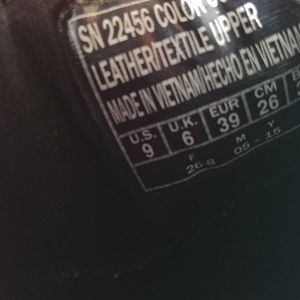 SN 22456 COLOR
LEATHER/TEXTILE UPPER
MADE IN VIETNAM/HECHO EN VIETNAM
U.S. U.K. EUR CM
9 6 39 26
F M Y
26-8 05 - 15